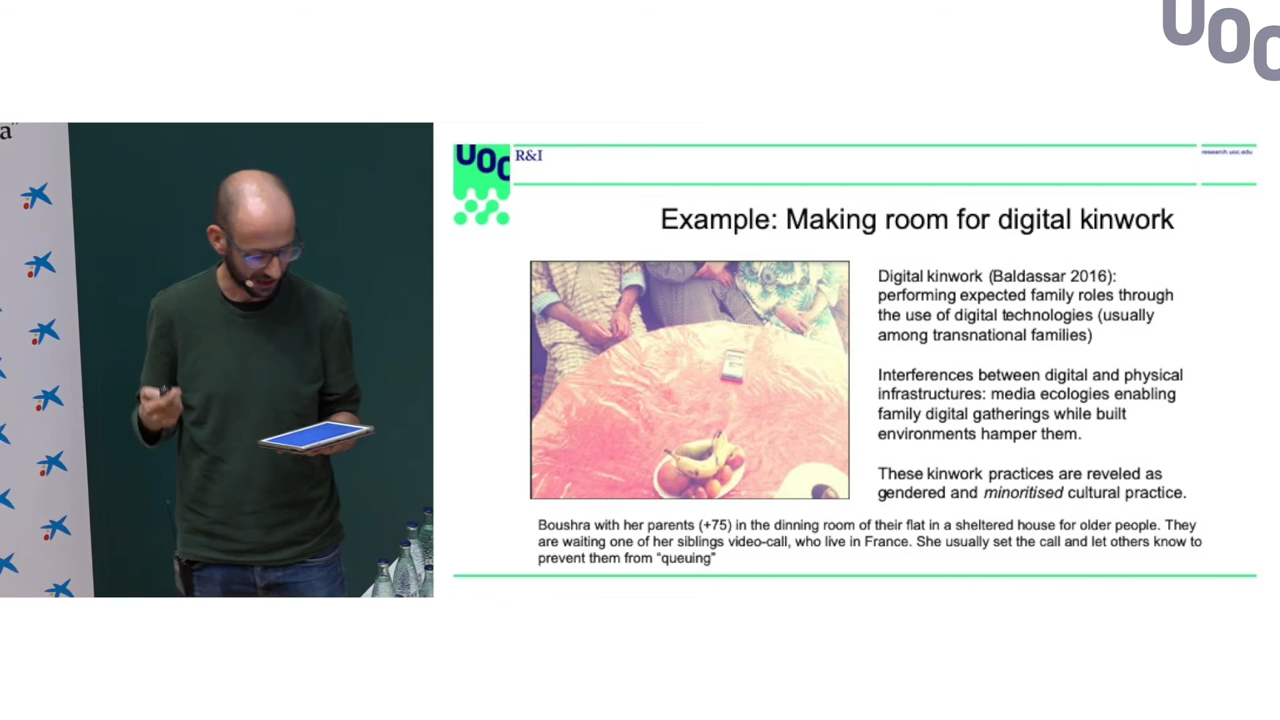 UOC
a"
UOC
R&I
research.uoc.edu
Example: Making room for digital kinwork
Digital kinwork (Baldassar 2016):
performing expected family roles through
the use of digital technologies (usually
among transnational families)
Interferences between digital and physical
infrastructures: media ecologies enabling
family digital gatherings while built
environments hamper them.
These kinwork practices are reveled as
gendered and minoritised cultural practice.
Boushra with her parents (+75) in the dinning room of their flat in a sheltered house for older people. They
are waiting one of her siblings video-call, who live in France. She usually set the call and let others know to
prevent them from “queuing”